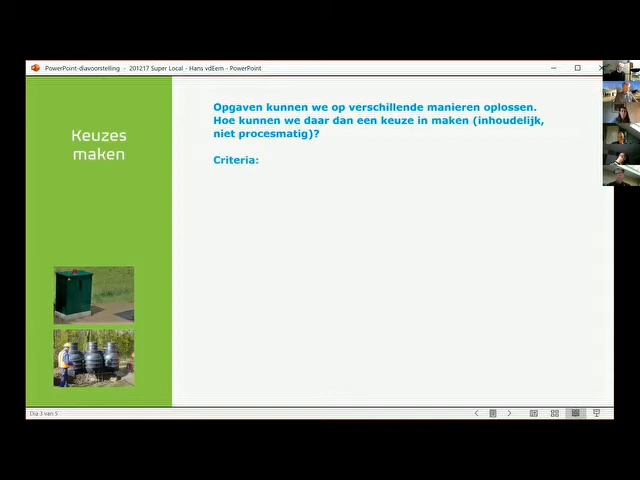 PowerPoint-diavoorstelling - 201217 Super Local - Hans vdEem - PowerPoint
Keuzes
maken
Opgaven kunnen we op verschillende manieren oplossen.
Hoe kunnen we daar dan een keuze in maken (inhoudelijk,
niet procesmatig)?
Criteria:
Dia 3 van 5